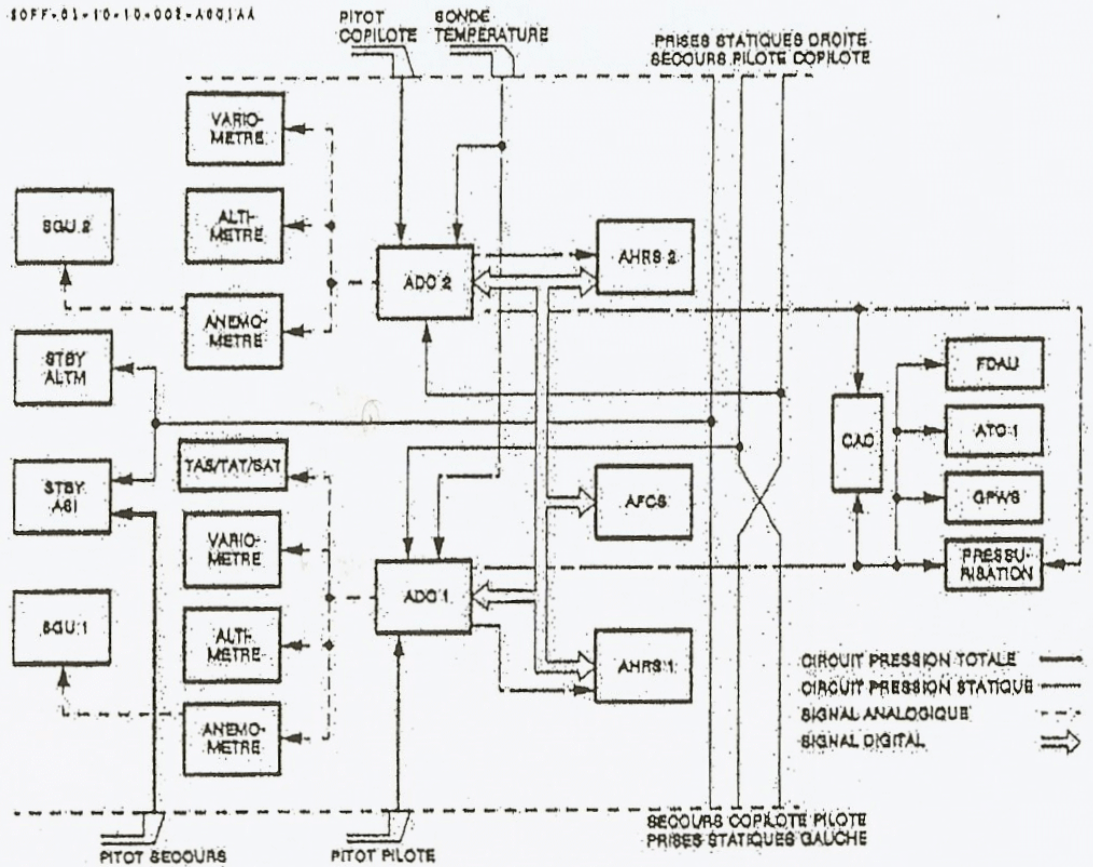 PITOT
COPILOTE
SONDE
TEMPERATURE
PRISES STATIQUES DROITE
SECOURS PILOTE COPILOTE
VARIO-
METRE
SGU 2
ALTI-
METRE
ADC 2
AHRS 2
ANEMO-
METRE
STBY
ALTM
FDAU
CAC
ATC 1
TAS/TAT/SAT
STBY
ASI
AFCS
GPWS
VARIO-
METRE
PRESSU-
RISATION
ADC 1
SGU 1
ALTI-
METRE
AHRS 1
CIRCUIT PRESSION TOTALE
CIRCUIT PRESSION STATIQUE
ANEMO-
METRE
SIGNAL ANALOGIQUE
SIGNAL DIGITAL
SECOURS COPILOTE PILOTE
PRISES STATIQUES GAUCHE
PITOT SECOURS
PITOT PILOTE